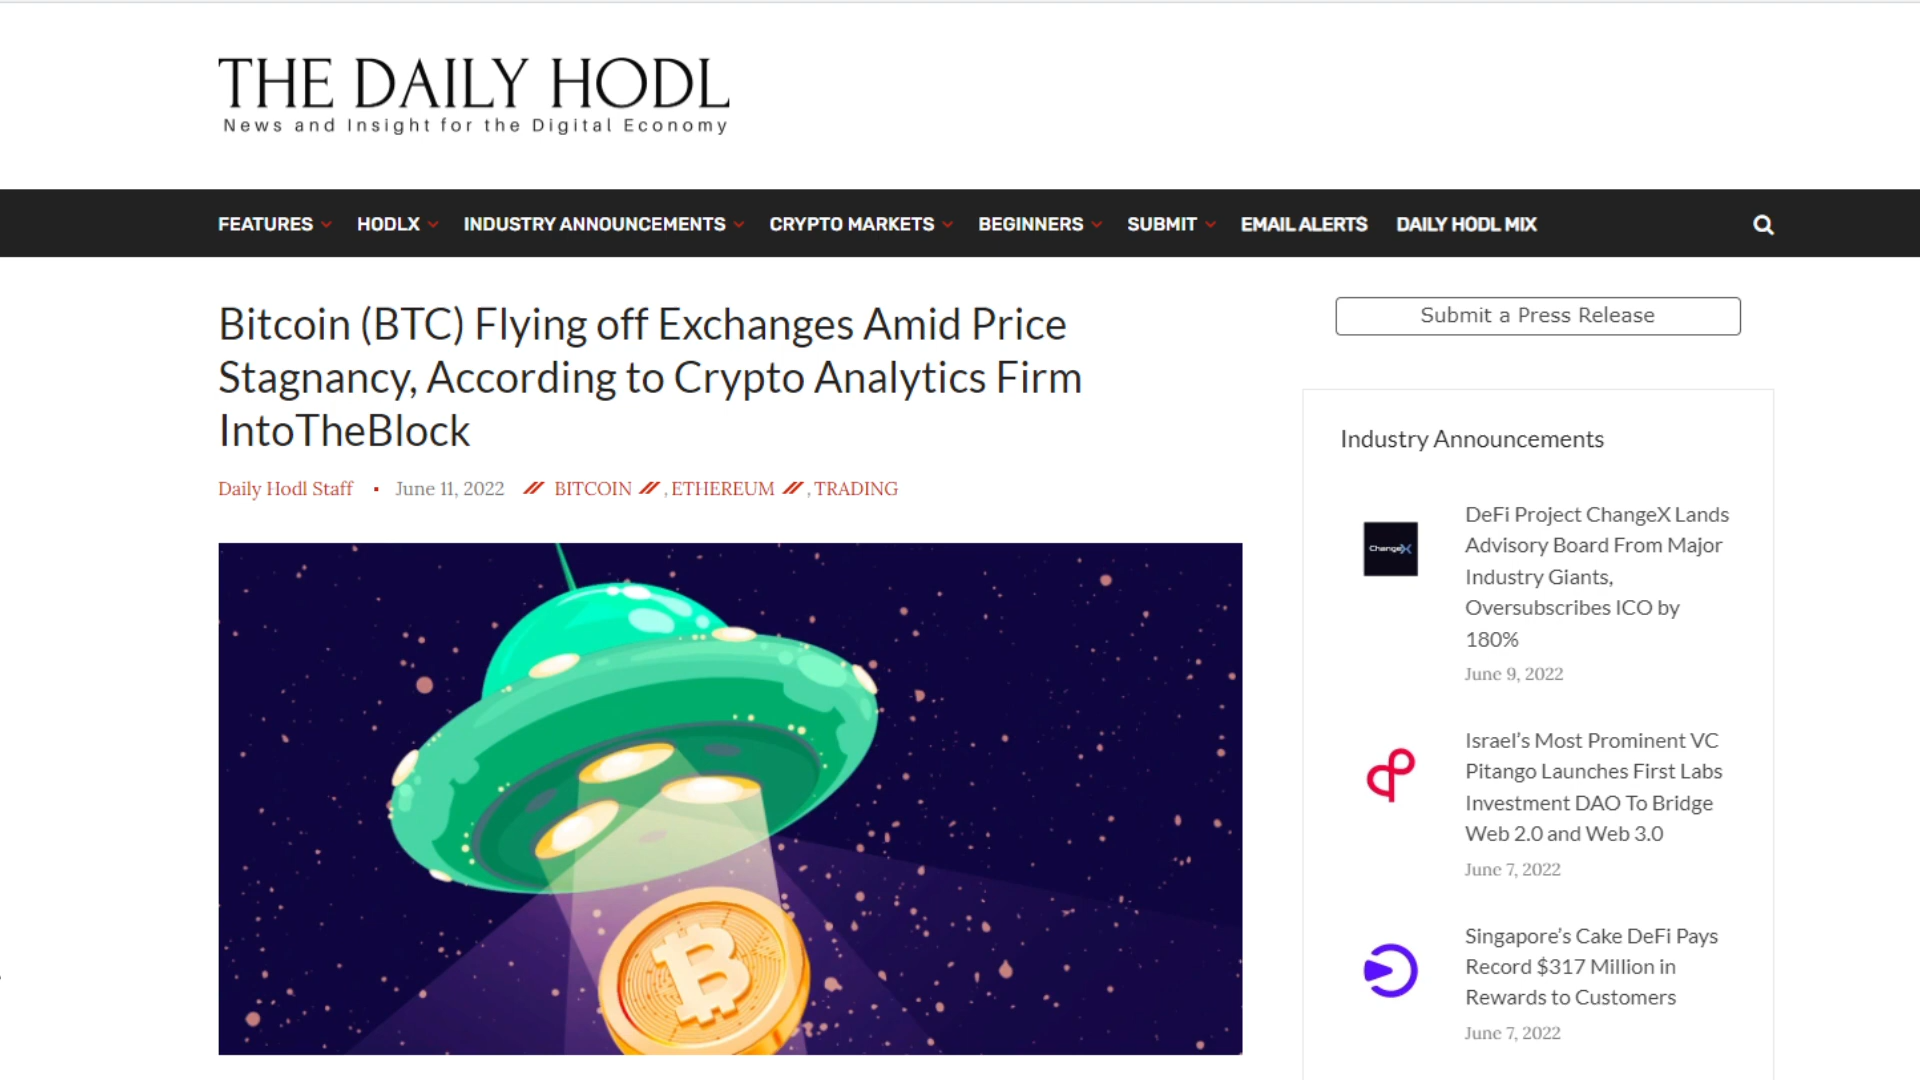 THE DAILY HODL
News and Insight for the Digital Economy
FEATURES HODLX INDUSTRY ANNOUNCEMENTS CRYPTO MARKETS BEGINNERS SUBMIT EMAIL ALERTS DAILY HODL MIX
Bitcoin (BTC) Flying off Exchanges Amid Price
Stagnancy, According to Crypto Analytics Firm
IntoTheBlock
Daily Hodl Staff • June 11, 2022 // BITCOIN // , ETHEREUM // , TRADING
Submit a Press Release
Industry Announcements
ChangeX
DeFi Project ChangeX Lands
Advisory Board From Major
Industry Giants,
Oversubscribes ICO by
180%
June 9, 2022
Israel’s Most Prominent VC
Pitango Launches First Labs
Investment DAO To Bridge
Web 2.0 and Web 3.0
June 7, 2022
Singapore’s Cake DeFi Pays
Record $317 Million in
Rewards to Customers
June 7, 2022